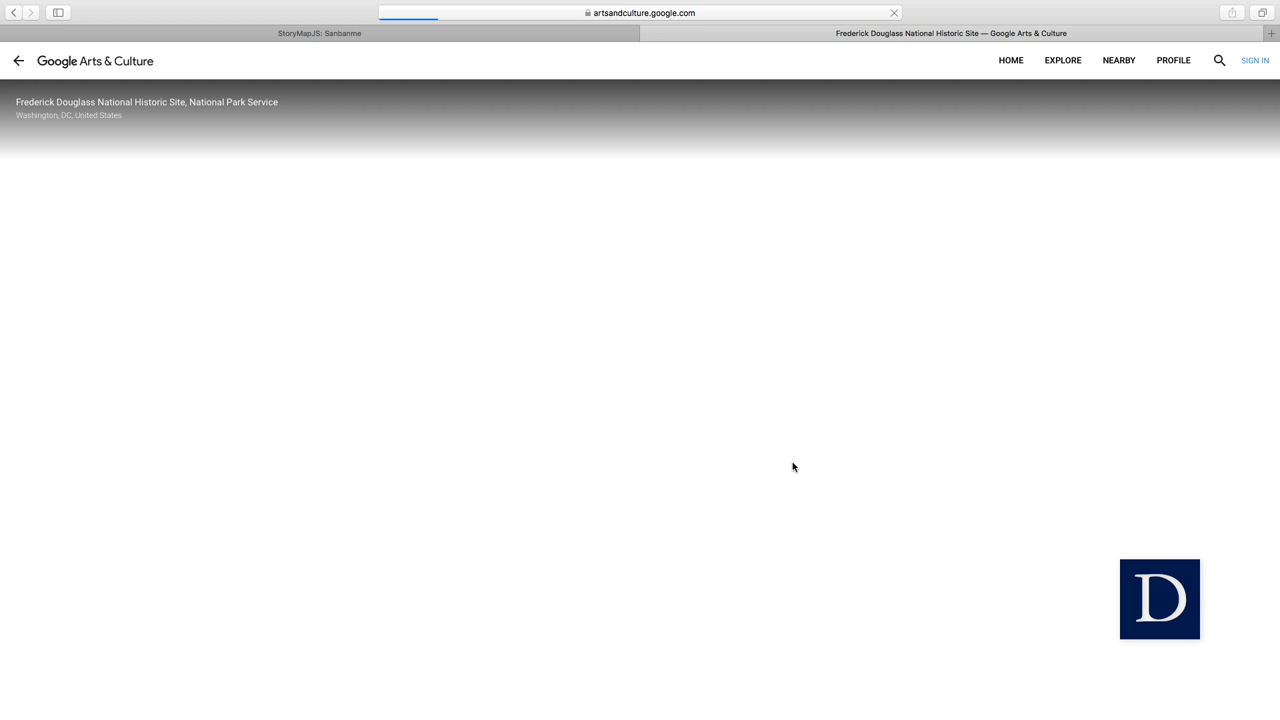 artsandculture.google.com
StoryMapJS: Sanbanme
Frederick Douglass National Historic Site — Google Arts & Culture
Google Arts & Culture
HOME
EXPLORE
NEARBY
PROFILE
SIGN IN
Frederick Douglass National Historic Site, National Park Service
Washington, DC, United States
D